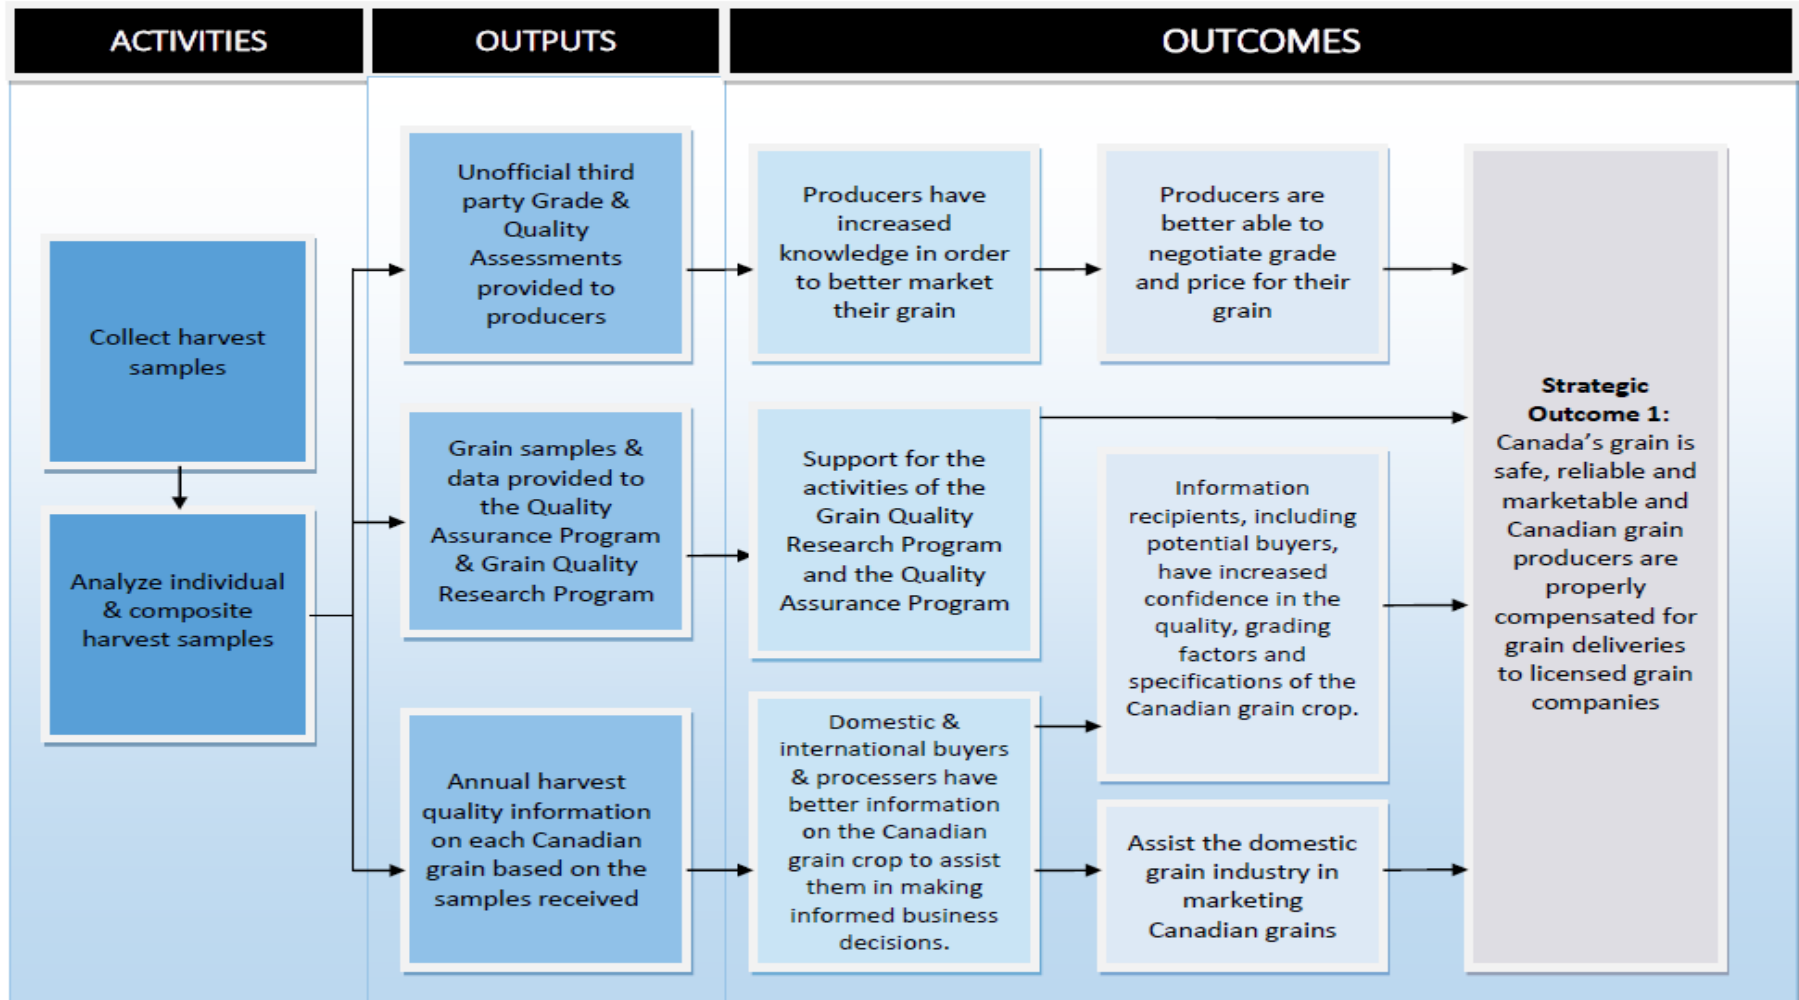 ACTIVITIES
OUTPUTS
OUTCOMES
Collect harvest
samples
Analyze individual
& composite
harvest samples
Unofficial third
party Grade &
Quality
Assessments
provided to
producers
Grain samples &
data provided to
the Quality
Assurance Program
& Grain Quality
Research Program
Annual harvest
quality information
on each Canadian
grain based on the
samples received
Producers have
increased
knowledge in order
to better market
their grain
Support for the
activities of the
Grain Quality
Research Program
and the Quality
Assurance Program
Domestic &
international buyers
& processers have
better information
on the Canadian
grain crop to assist
them in making
informed business
decisions.
Producers are
better able to
negotiate grade
and price for their
grain
Information
recipients, including
potential buyers,
have increased
confidence in the
quality, grading
factors and
specifications of the
Canadian grain crop.
Assist the domestic
grain industry in
marketing
Canadian grains
Strategic
Outcome 1:
Canada's grain is
safe, reliable and
marketable and
Canadian grain
producers are
properly
compensated for
grain deliveries
to licensed grain
companies